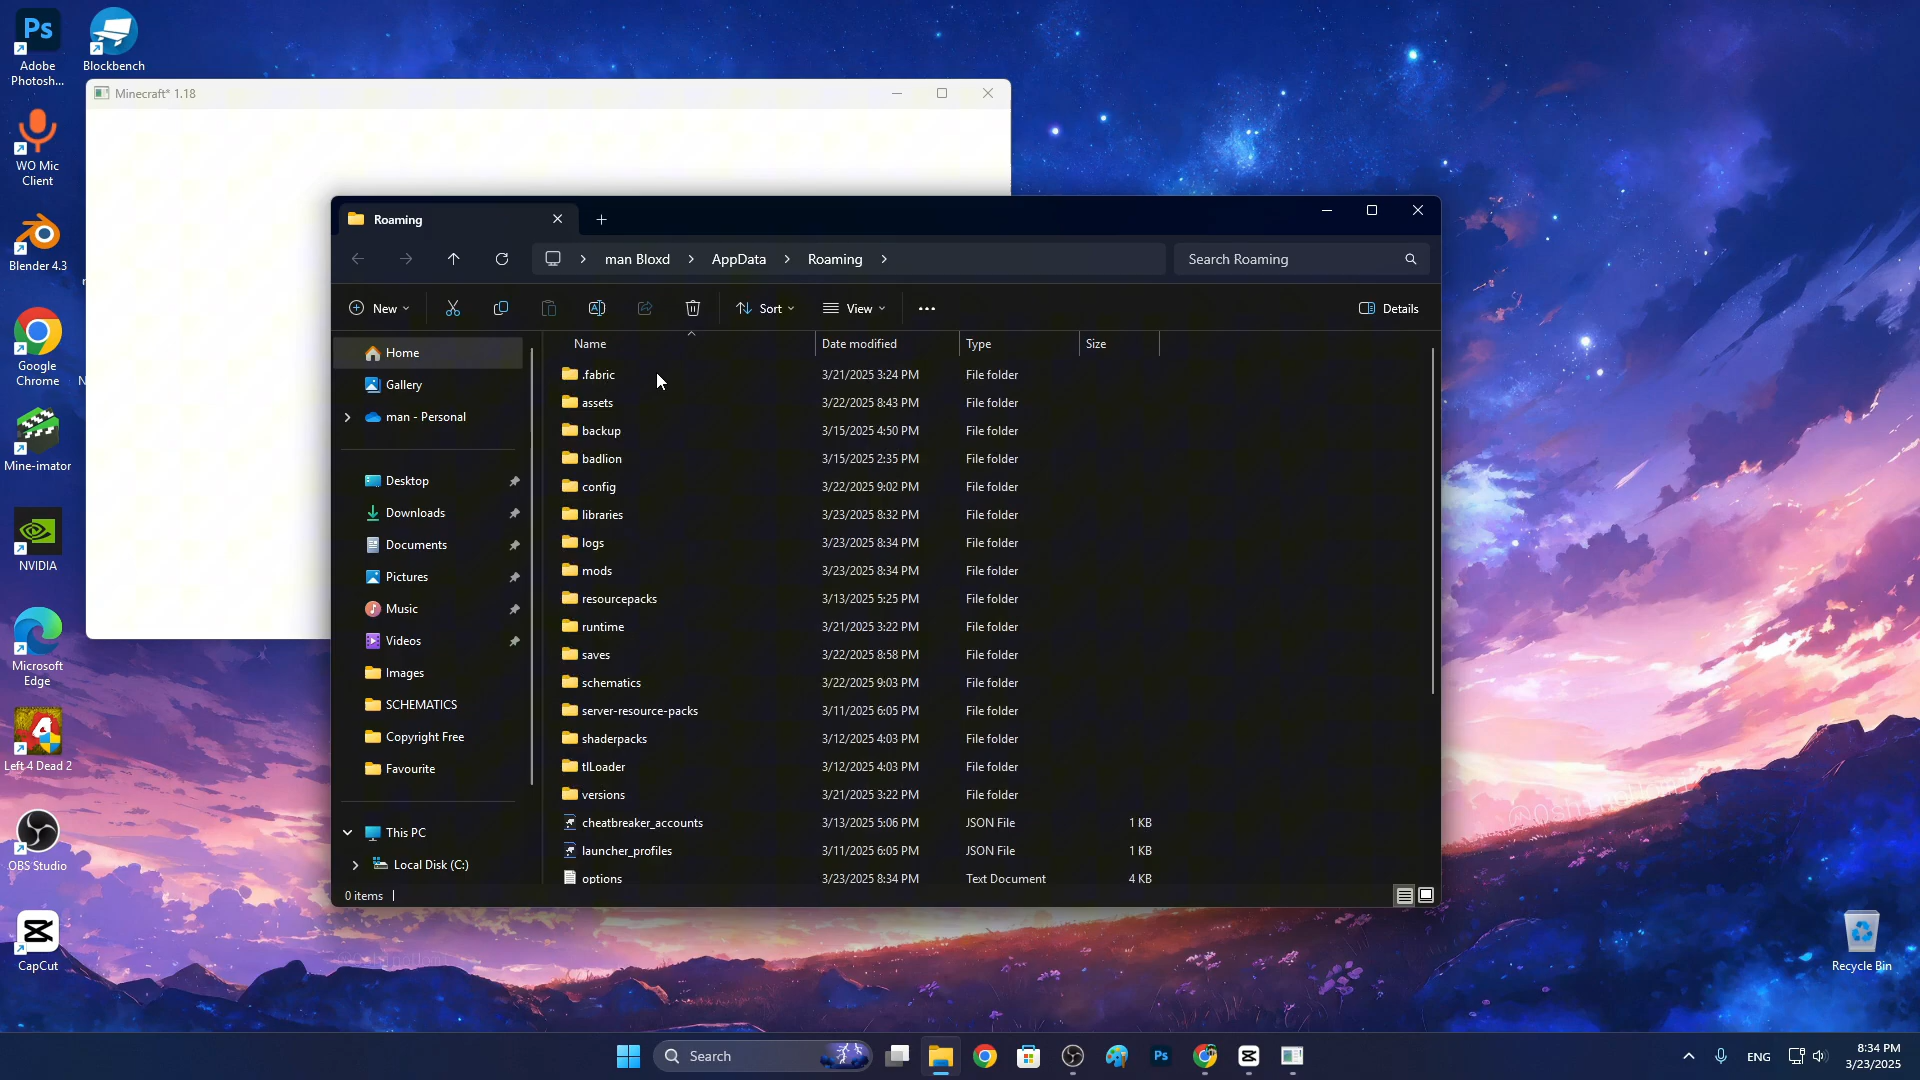 Adobe
Photosh...
Blockbench
WO Mic
Client
Blender 4.3
Google
Chrome
Mine-imator
NVIDIA
Microsoft
Edge
Left 4 Dead 2
OBS Studio
CapCut
Recycle Bin
Minecraft* 1.18
Roaming
man Bloxd
AppData
Roaming
Search Roaming
New
Sort
View
Details
Home
Gallery
man - Personal
Desktop
Downloads
Documents
Pictures
Music
Videos
Images
SCHEMATICS
Copyright Free
Favourite
This PC
Local Disk (C:)
Name Date modified Type Size
.fabric 3/21/2025 3:24 PM File folder
assets 3/22/2025 8:43 PM File folder
backup 3/15/2025 4:50 PM File folder
badlion 3/15/2025 2:35 PM File folder
config 3/22/2025 9:02 PM File folder
libraries 3/23/2025 8:32 PM File folder
logs 3/23/2025 8:34 PM File folder
mods 3/23/2025 8:34 PM File folder
resourcepacks 3/13/2025 5:25 PM File folder
runtime 3/21/2025 3:22 PM File folder
saves 3/22/2025 8:58 PM File folder
schematics 3/22/2025 9:03 PM File folder
server-resource-packs 3/11/2025 6:05 PM File folder
shaderpacks 3/12/2025 4:03 PM File folder
tlLoader 3/12/2025 4:03 PM File folder
versions 3/21/2025 3:22 PM File folder
cheatbreaker_accounts 3/13/2025 5:06 PM JSON File 1 KB
launcher_profiles 3/11/2025 6:05 PM JSON File 1 KB
options 3/23/2025 8:34 PM Text Document 4 KB
0 items
Search
ENG
8:34 PM
3/23/2025